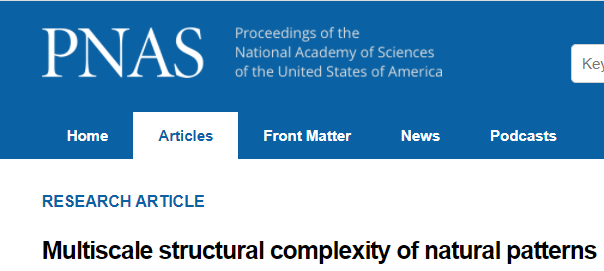 PNAS
Proceedings of the
National Academy of Sciences
of the United States of America
Key
Home Articles Front Matter News Podcasts
RESEARCH ARTICLE
Multiscale structural complexity of natural patterns